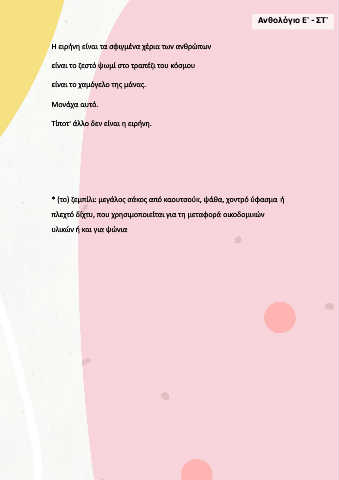 Ανθολόγιο Ε΄ - ΣΤ΄
Η ειρήνη είναι τα σφιγμένα χέρια των ανθρώπων
είναι το ζεστό ψωμί στο τραπέζι του κόσμου
είναι το χαμόγελο της μάνας.
Μονάχα αυτό.
Τίποτ' άλλο δεν είναι η ειρήνη.
* (το) ζεμπίλι: μεγάλος σάκος από καουτσούκ, ψάθα, χοντρό ύφασμα ή
πλεχτό δίχτυ, που χρησιμοποιείται για τη μεταφορά οικοδομικών
υλικών ή και για ψώνια